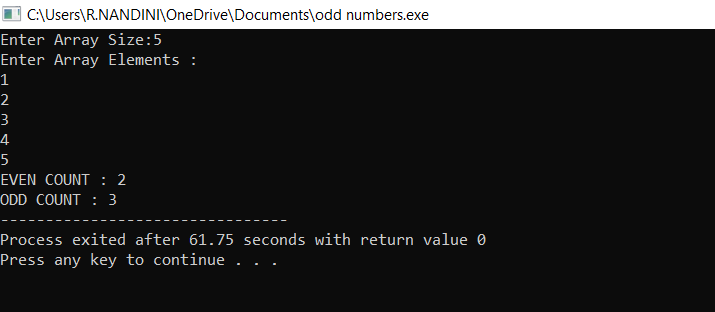 C:\Users\R.NANDINI\OneDrive\Documents\odd numbers.exe
Enter Array Size:5
Enter Array Elements :
1
2
3
4
5
EVEN COUNT : 2
ODD COUNT : 3
--------------------------------
Process exited after 61.75 seconds with return value 0
Press any key to continue . . .